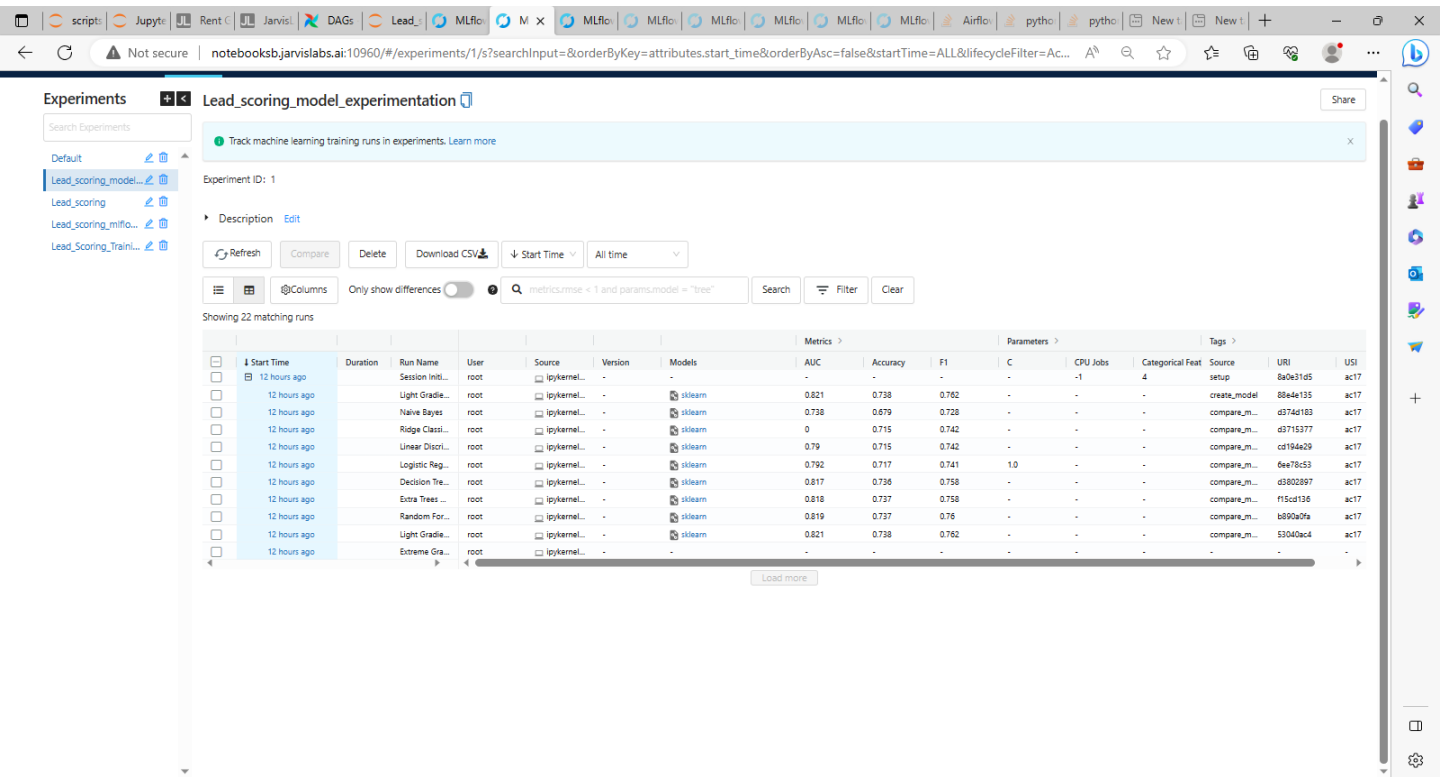 scripts Jupyte Rent G JarvisL DAGs Lead_s MLflow M MLflow MLflow MLflow MLflow MLflow MLflow Airflow pytho pytho New t New t
Not secure notebooksb.jarvislabs.ai:10960/#/experiments/1/s?searchInput=&orderByKey=attributes.start_time&orderByAsc=false&startTime=ALL&lifecycleFilter=Ac...
Experiments
Lead_scoring_model_experimentation
Share
Search Experiments
Track machine learning training runs in experiments. Learn more
Default
Lead_scoring_model...
Experiment ID: 1
Lead_scoring
Lead_scoring_mlflo...
Description Edit
Lead_Scoring_Traini...
Refresh Compare Delete Download CSV Start Time All time
Columns Only show differences metrics.rmse < 1 and params.model = "tree" Search Filter Clear
Showing 22 matching runs
Metrics Parameters Tags
Start Time Duration Run Name User Source Version Models AUC Accuracy F1 C CPU Jobs Categorical Feat Source URI USI
12 hours ago Session Initi... root ipykernel... - - - - - - -1 4 setup 8a0e31d5 ac17
12 hours ago Light Gradie... root ipykernel... - sklearn 0.821 0.738 0.762 - - - create_model 88e4e135 ac17
12 hours ago Naive Bayes root ipykernel... - sklearn 0.738 0.679 0.728 - - - compare_m... d374d183 ac17
12 hours ago Ridge Classi... root ipykernel... - sklearn 0 0.715 0.742 - - - compare_m... d3715377 ac17
12 hours ago Linear Discri... root ipykernel... - sklearn 0.79 0.715 0.742 - - - compare_m... cd194e29 ac17
12 hours ago Logistic Reg... root ipykernel... - sklearn 0.792 0.717 0.741 1.0 - - compare_m... 6ee78c53 ac17
12 hours ago Decision Tre... root ipykernel... - sklearn 0.817 0.736 0.758 - - - compare_m... d3802897 ac17
12 hours ago Extra Trees ... root ipykernel... - sklearn 0.818 0.737 0.758 - - - compare_m... f15cd136 ac17
12 hours ago Random For... root ipykernel... - sklearn 0.819 0.737 0.76 - - - compare_m... b890a0fa ac17
12 hours ago Light Gradie... root ipykernel... - sklearn 0.821 0.738 0.762 - - - compare_m... 53040ac4 ac17
12 hours ago Extreme Gra... root ipykernel... - - - - - - - - - - -
Load more